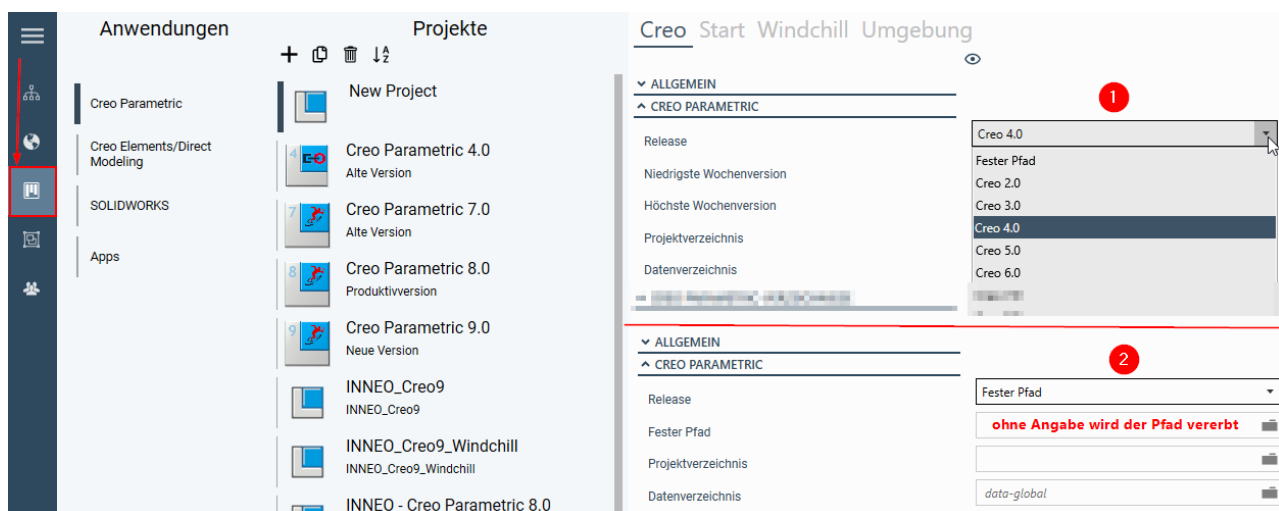 Anwendungen
Creo Parametric
Creo Elements/Direct
Modeling
SOLIDWORKS
Apps
Projekte
New Project
4
Creo Parametric 4.0
Alte Version
7
Creo Parametric 7.0
Alte Version
8
Creo Parametric 8.0
Produktivversion
9
Creo Parametric 9.0
Neue Version
INNEO_Creo9
INNEO_Creo9
INNEO_Creo9_Windchill
INNEO_Creo9_Windchill
INNEO - Creo Parametric 8.0
Creo Start Windchill Umgebung
ALLGEMEIN
CREO PARAMETRIC
1
Release
Creo 4.0
Fester Pfad
Creo 2.0
Creo 3.0
Creo 4.0
Creo 5.0
Creo 6.0
Niedrigste Wochenversion
Höchste Wochenversion
Projektverzeichnis
Datenverzeichnis
ALLGEMEIN
CREO PARAMETRIC
2
Release
Fester Pfad
Fester Pfad
ohne Angabe wird der Pfad vererbt
Projektverzeichnis
Datenverzeichnis
data-global